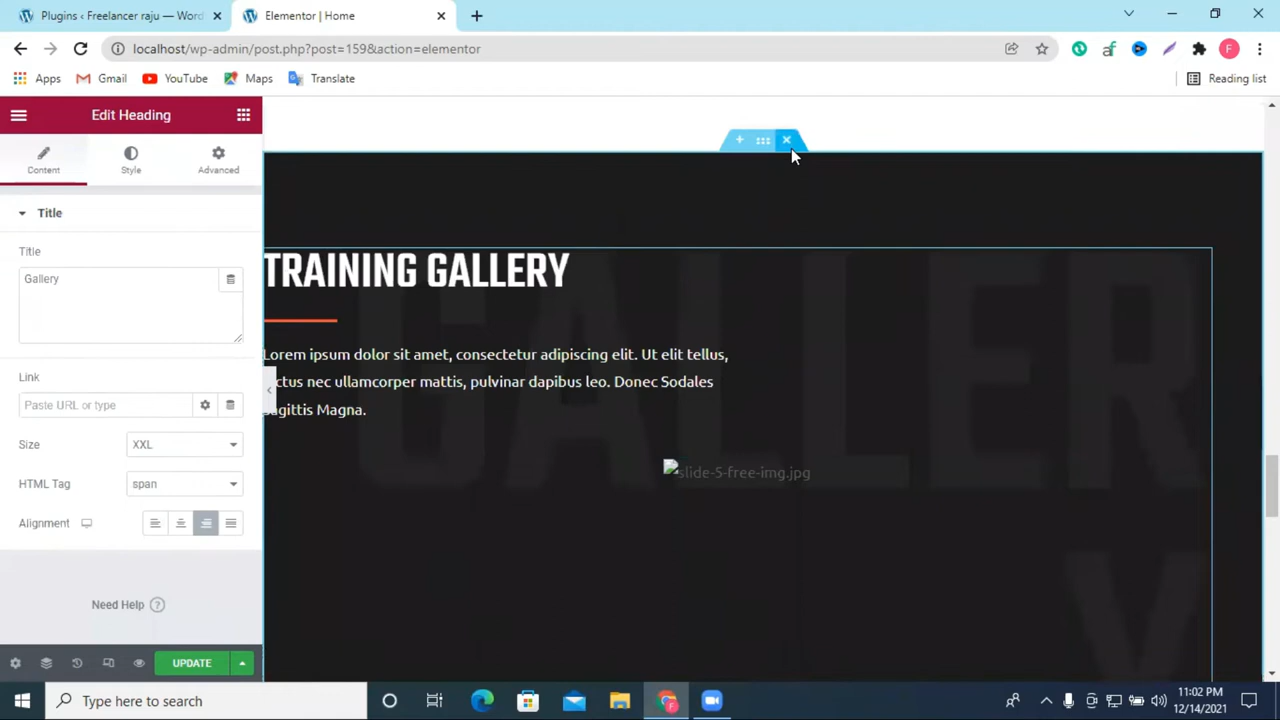 Plugins ‹ Freelancer raju — Word
Elementor | Home
localhost/wp-admin/post.php?post=159&action=elementor
F
Apps
Gmail
YouTube
Maps
Translate
Reading list
Edit Heading
Content
Style
Advanced
Title
Title
Gallery
Link
Paste URL or type
Size
XXL
HTML Tag
span
Alignment
Need Help ?
UPDATE
GALLER
Y
TRAINING GALLERY
Lorem ipsum dolor sit amet, consectetur adipiscing elit. Ut elit tellus,
ctus nec ullamcorper mattis, pulvinar dapibus leo. Donec Sodales
agittis Magna.
slide-5-free-img.jpg
Type here to search
11:02 PM
12/14/2021